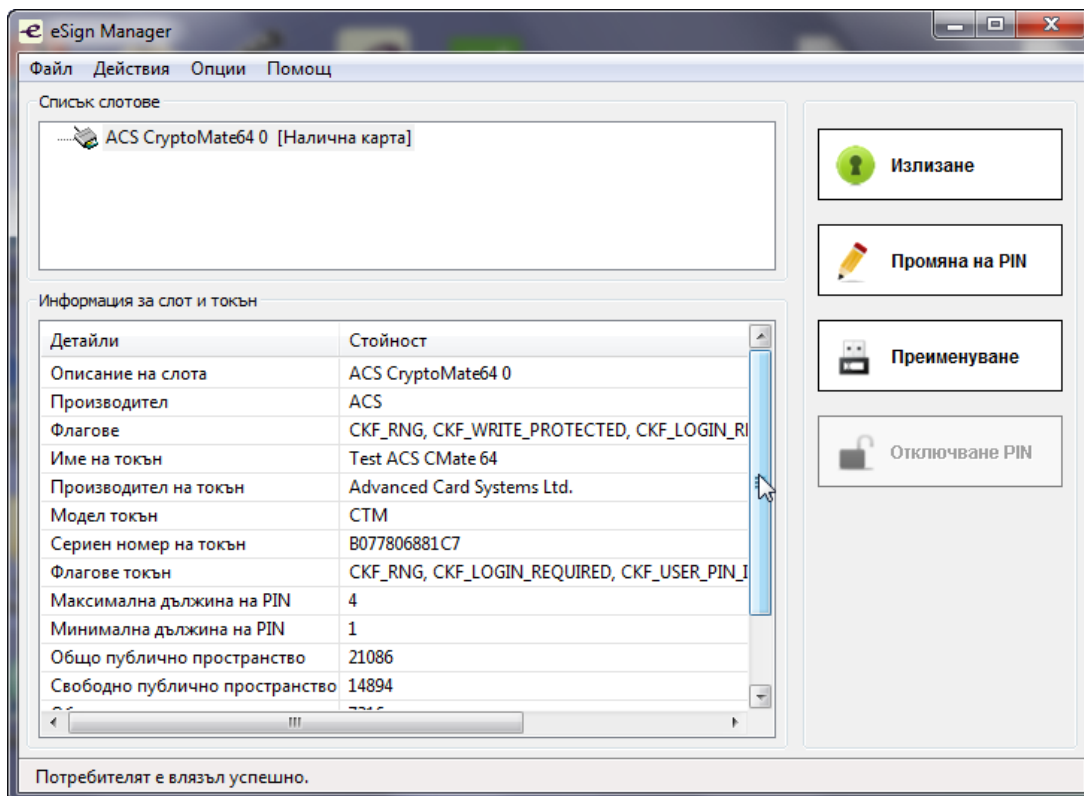 eSign Manager
Файл Действия Опции Помощ
Списък слотове
ACS CryptoMate64 0 [Налична карта]
Излизане
Промяна на PIN
Преименуване
Отключване PIN
Информация за слот и токън
Детайли Стойност
Описание на слота ACS CryptoMate64 0
Производител ACS
Флагове CKF_RNG, CKF_WRITE_PROTECTED, CKF_LOGIN_RI
Име на токън Test ACS CMate 64
Производител на токън Advanced Card Systems Ltd.
Модел токън CTM
Сериен номер на токън B077806881C7
Флагове токън CKF_RNG, CKF_LOGIN_REQUIRED, CKF_USER_PIN_I
Максимална дължина на PIN 4
Минимална дължина на PIN 1
Общо публично пространство 21086
Свободно публично пространство 14894
Потребителят е влязъл успешно.